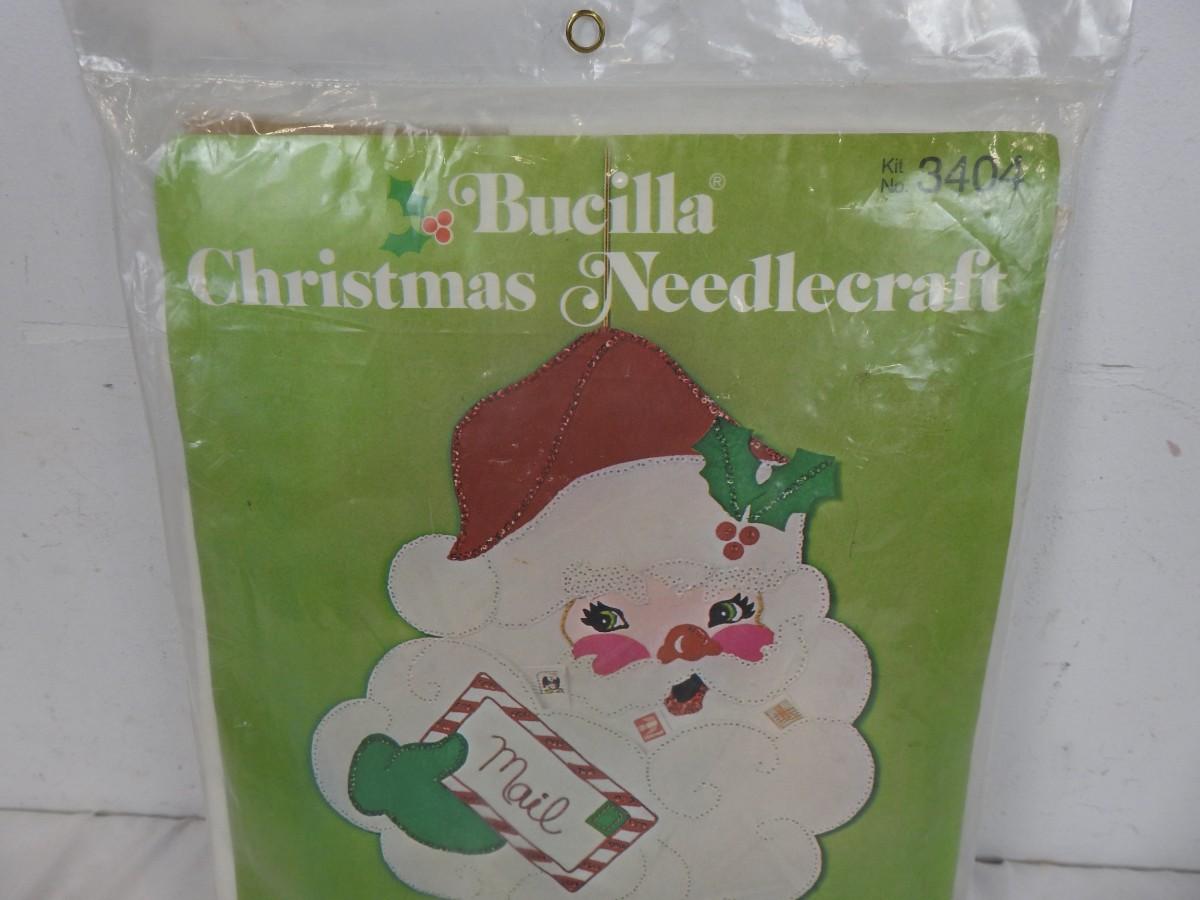 Bucilla®
Christmas Needlecraft
Kit
No. 3404
Mail